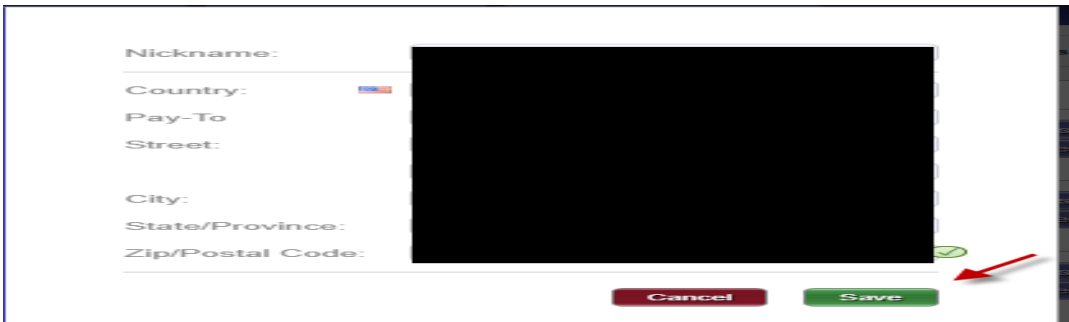 Nickname:
Country:
Pay-To
Street:
City:
State/Province:
Zip/Postal Code:
Cancel Save